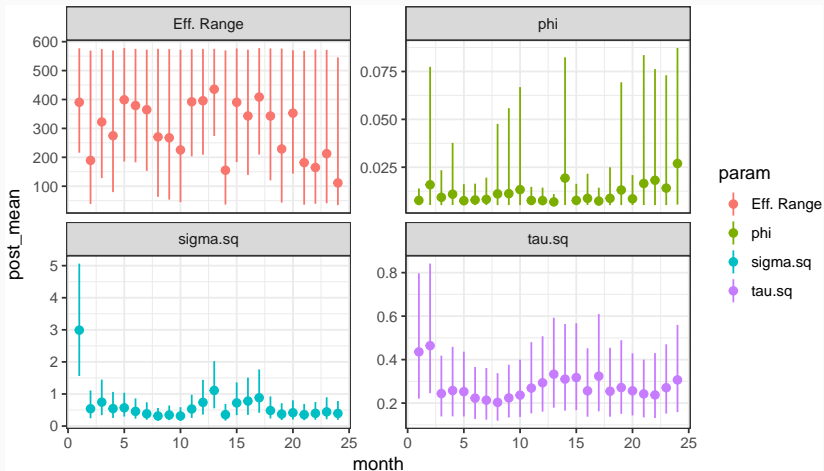 Eff. Range
phi
600
500
400
300
200
100
0.075
0.050
0.025
post_mean
sigma.sq
tau.sq
5
4
3
2
1
0
0.8
0.6
0.4
0.2
0 5 10 15 20 25
0 5 10 15 20 25
month
param
Eff. Range
phi
sigma.sq
tau.sq